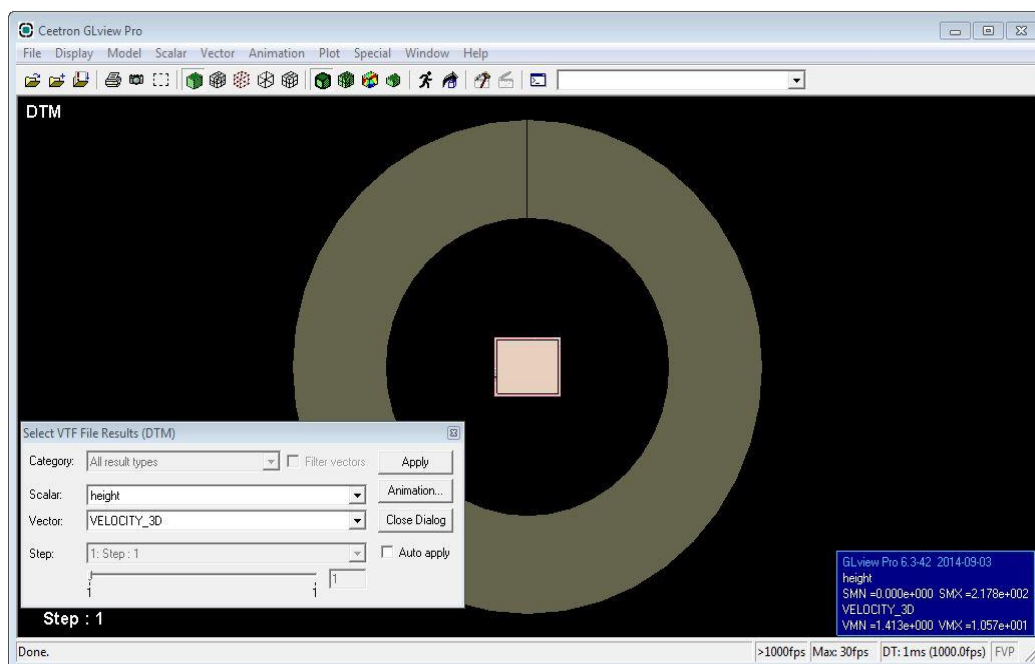 Ceetron GLview Pro
File Display Model Scalar Vector Animation Plot Special Window Help
DTM
Select VTF File Results (DTM)
Category: All result types Filter vectors Apply
Scalar: height Animation...
Vector: VELOCITY_3D Close Dialog
Step: 1: Step : 1 Auto apply
1
1 1
Step : 1
GLview Pro 6.3-42 2014-09-03
height
SMN =0.000e+000 SMX =2.178e+002
VELOCITY_3D
VMN =1.413e+000 VMX =1.057e+001
Done. >1000fps Max: 30fps DT: 1ms (1000.0fps) FVP